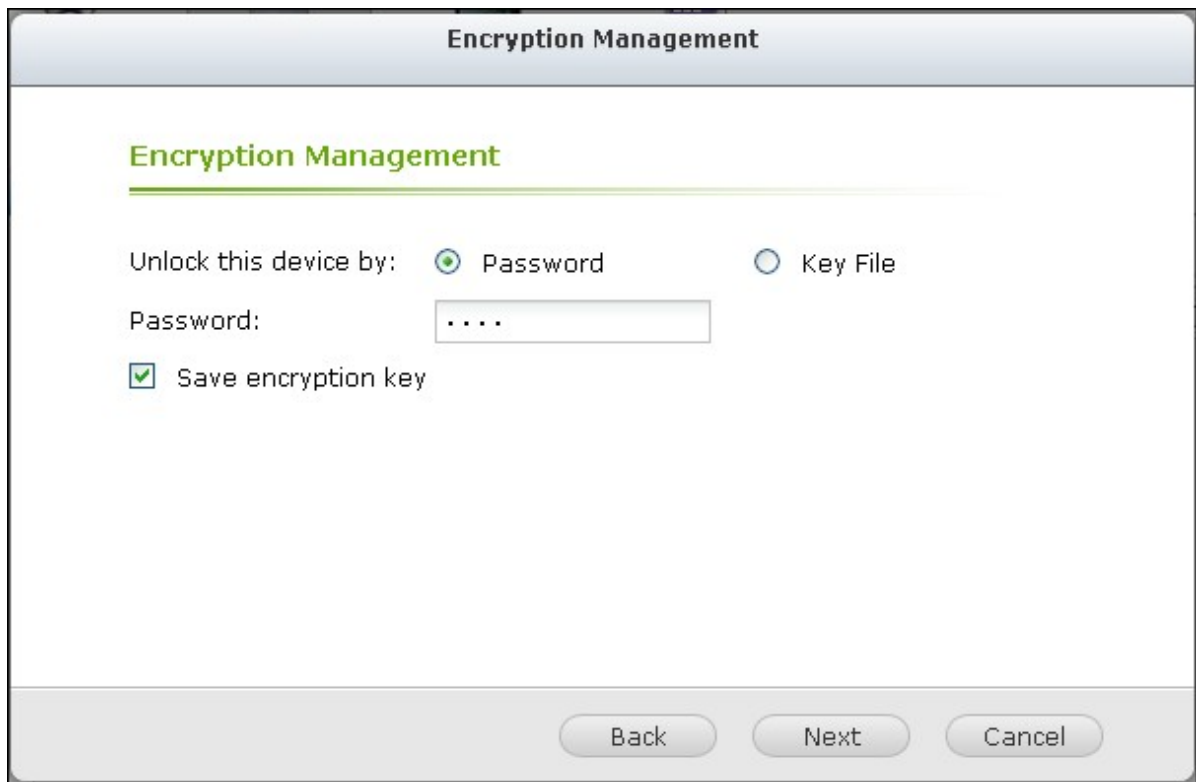 Encryption Management
Encryption Management
Unlock this device by: Password Key File
Password: ....
Save encryption key
Back Next Cancel